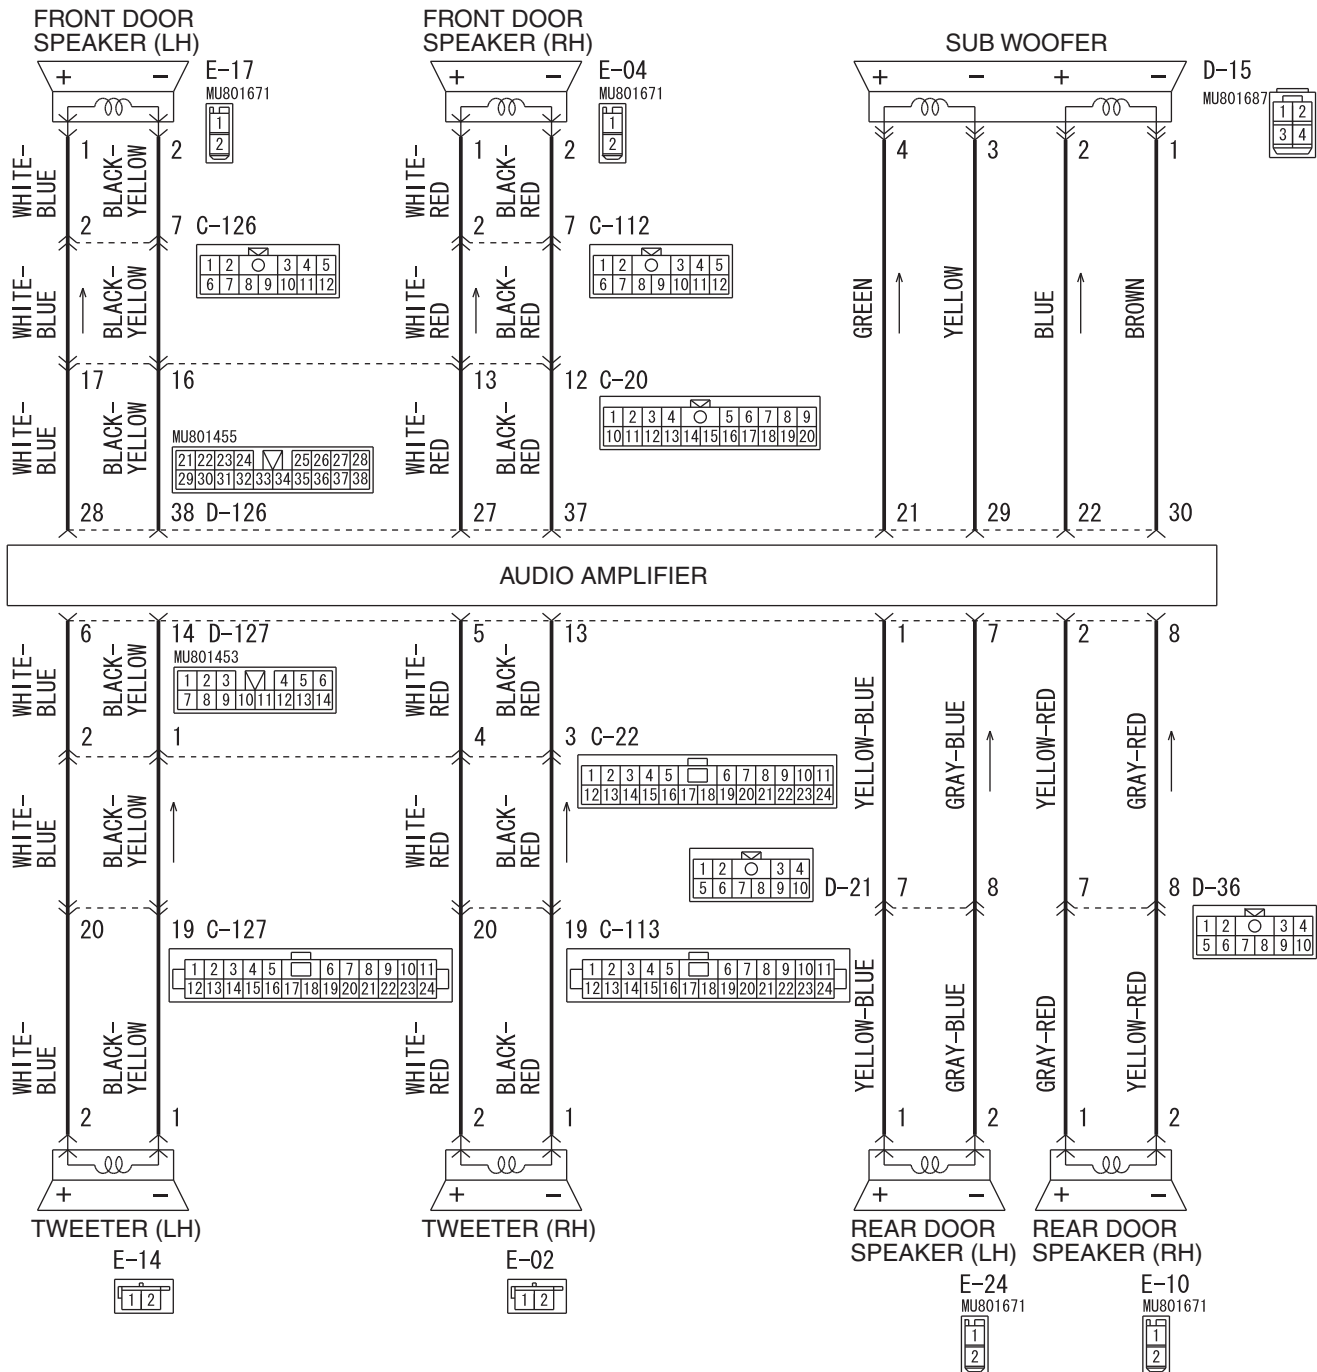 FRONT DOOR
SPEAKER (LH)
FRONT DOOR
SPEAKER (RH)
SUB WOOFER
+ −
E-17
MU801671
1
2
+ −
E-04
MU801671
1
2
+ − + −
D-15
MU801687
1 2
3 4
1 2
1 2
4 3 2 1
WHITE-
BLUE
BLACK-
YELLOW
WHITE-
RED
BLACK-
RED
2 7 C-126
1 2 3 4 5
6 7 8 9 10 11 12
2 7 C-112
1 2 3 4 5
6 7 8 9 10 11 12
WHITE-
BLUE
BLACK-
YELLOW
WHITE-
RED
BLACK-
RED
GREEN
YELLOW
BLUE
BROWN
17 16
13 12 C-20
1 2 3 4 5 6 7 8 9
10 11 12 13 14 15 16 17 18 19 20
WHITE-
BLUE
BLACK-
YELLOW
MU801455
21 22 23 24 25 26 27 28
29 30 31 32 33 34 35 36 37 38
WHITE-
RED
BLACK-
RED
28 38 D-126
27 37
21 29 22 30
AUDIO AMPLIFIER
6 14 D-127
MU801453
1 2 3 4 5 6
7 8 9 10 11 12 13 14
5 13
1 7 2 8
WHITE-
BLUE
BLACK-
YELLOW
WHITE-
RED
BLACK-
RED
2 1
4 3 C-22
1 2 3 4 5 6 7 8 9 10 11
12 13 14 15 16 17 18 19 20 21 22 23 24
YELLOW-BLUE
GRAY-BLUE
YELLOW-RED
GRAY-RED
WHITE-
BLUE
BLACK-
YELLOW
WHITE-
RED
BLACK-
RED
1 2 3 4
5 6 7 8 9 10
D-21 7 8
7 8 D-36
1 2 3 4
5 6 7 8 9 10
20 19 C-127
1 2 3 4 5 6 7 8 9 10 11
12 13 14 15 16 17 18 19 20 21 22 23 24
20 19 C-113
1 2 3 4 5 6 7 8 9 10 11
12 13 14 15 16 17 18 19 20 21 22 23 24
WHITE-
BLUE
BLACK-
YELLOW
WHITE-
RED
BLACK-
RED
YELLOW-BLUE
GRAY-BLUE
GRAY-RED
YELLOW-RED
2 1
2 1
1 2
1 2
+ −
+ −
+ −
+ −
TWEETER (LH)
E-14
1 2
TWEETER (RH)
E-02
1 2
REAR DOOR
SPEAKER (LH)
E-24
MU801671
1
2
REAR DOOR
SPEAKER (RH)
E-10
MU801671
1
2